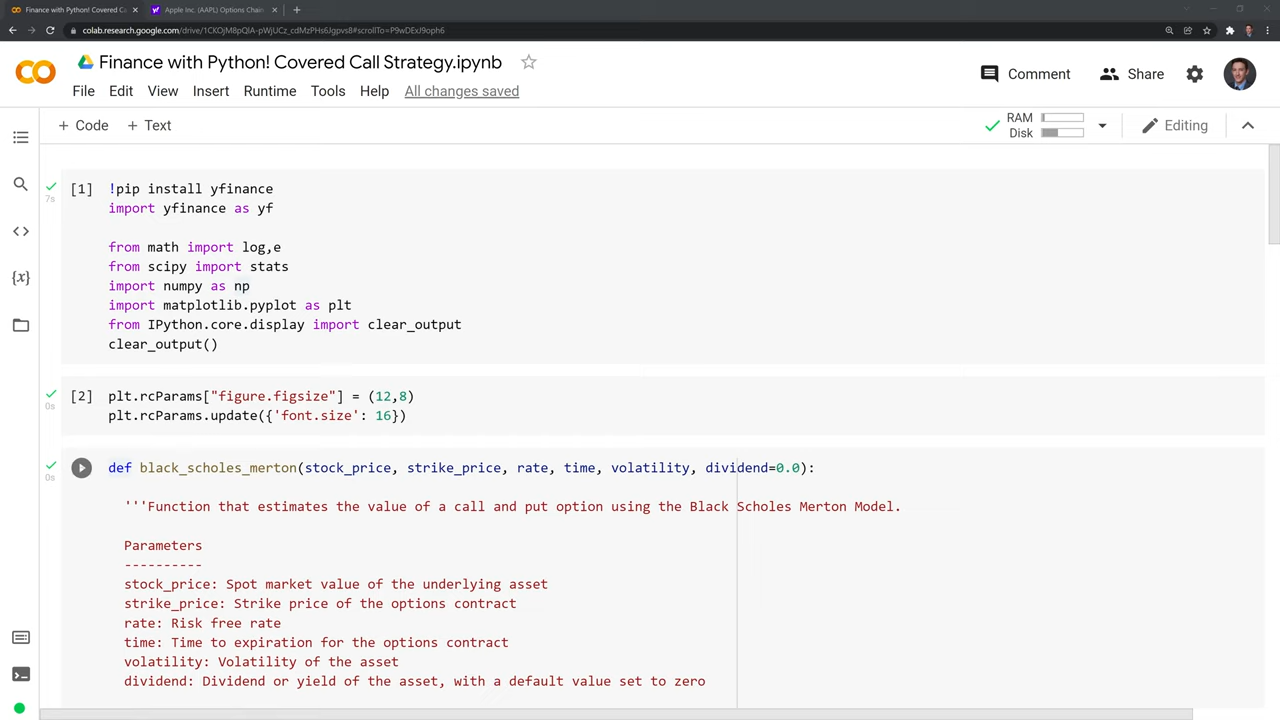 Finance with Python! Covered Ca
Apple Inc. (AAPL) Options Chain
colab.research.google.com/drive/
Finance with Python! Covered Call Strategy.ipynb
Comment
Share
File Edit View Insert Runtime Tools Help All changes saved
+ Code + Text
RAM
Disk
Editing
[1] !pip install yfinance
7s
import yfinance as yf
from math import log,e
from scipy import stats
import numpy as np
import matplotlib.pyplot as plt
from IPython.core.display import clear_output
clear_output()
[2] plt.rcParams["figure.figsize"] = (12,8)
0s
plt.rcParams.update({'font.size': 16})
def black_scholes_merton(stock_price, strike_price, rate, time, volatility, dividend=0.0):
0s
'''Function that estimates the value of a call and put option using the Black Scholes Merton Model.
Parameters
----------
stock_price: Spot market value of the underlying asset
strike_price: Strike price of the options contract
rate: Risk free rate
time: Time to expiration for the options contract
volatility: Volatility of the asset
dividend: Dividend or yield of the asset, with a default value set to zero